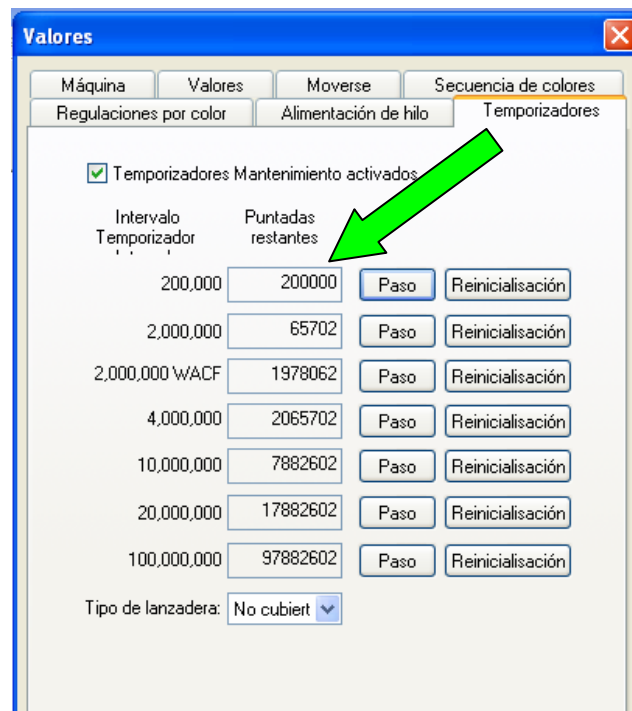 Valores
Máquina Valores Moverse Secuencia de colores
Regulaciones por color Alimentación de hilo Temporizadores
Temporizadores Mantenimiento activados
Intervalo Puntadas
Temporizador restantes
200,000 200000 Paso Reinicialisación
2,000,000 65702 Paso Reinicialisación
2,000,000 WACF 1978062 Paso Reinicialisación
4,000,000 2065702 Paso Reinicialisación
10,000,000 7882602 Paso Reinicialisación
20,000,000 17882602 Paso Reinicialisación
100,000,000 97882602 Paso Reinicialisación
Tipo de lanzadera: No cubiert